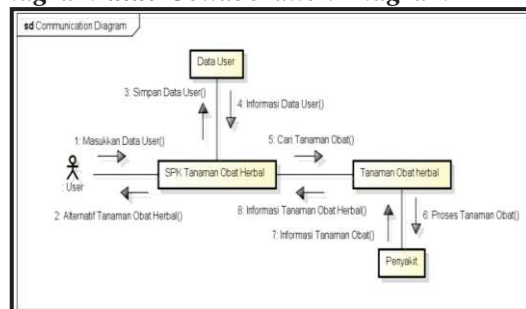 sd Communication Diagram
Data User
3: Simpan Data User()
4: Informasi Data User()
1: Masukkan Data User()
5: Cari Tanaman Obat()
: User
SPK Tanaman Obat Herbal
Tanaman Obat herbal
2: Alternatif Tanaman Obat Herbal()
8: Informasi Tanaman Obat Herbal()
6: Proses Tanaman Obat()
7: Informasi Tanaman Obat()
Penyakit